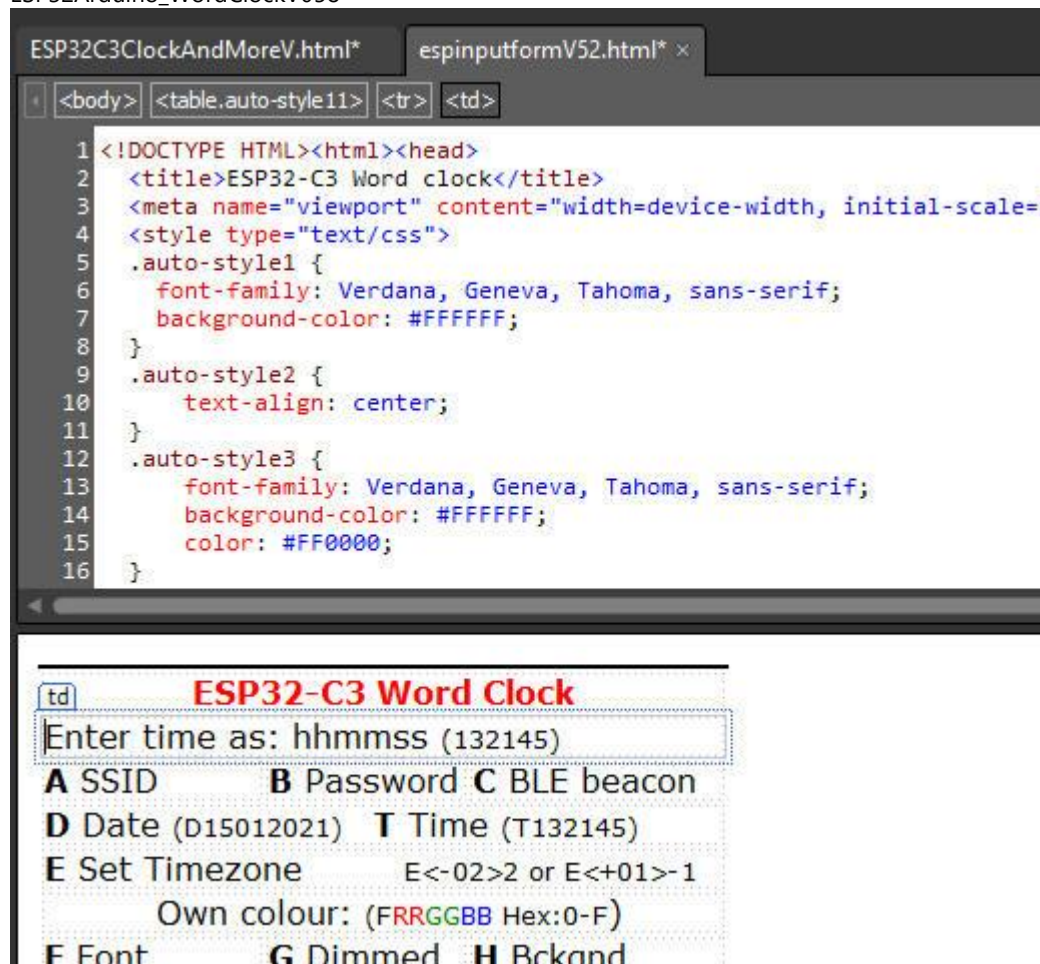 ESP32C3ClockAndMoreV.html* espinputformV52.html* ×
<body> <table.auto-style11> <tr> <td>
1 <!DOCTYPE HTML><html><head>
2 <title>ESP32-C3 Word clock</title>
3 <meta name="viewport" content="width=device-width, initial-scale=
4 <style type="text/css">
5 .auto-style1 {
6 font-family: Verdana, Geneva, Tahoma, sans-serif;
7 background-color: #FFFFFF;
8 }
9 .auto-style2 {
10 text-align: center;
11 }
12 .auto-style3 {
13 font-family: Verdana, Geneva, Tahoma, sans-serif;
14 background-color: #FFFFFF;
15 color: #FF0000;
16 }
td ESP32-C3 Word Clock
Enter time as: hhmmss (132145)
A SSID B Password C BLE beacon
D Date (D15012021) T Time (T132145)
E Set Timezone E<-02>2 or E<+01>-1
Own colour: (FRRGGBB Hex:0-F)
F Font G Dimmed H Bckgnd